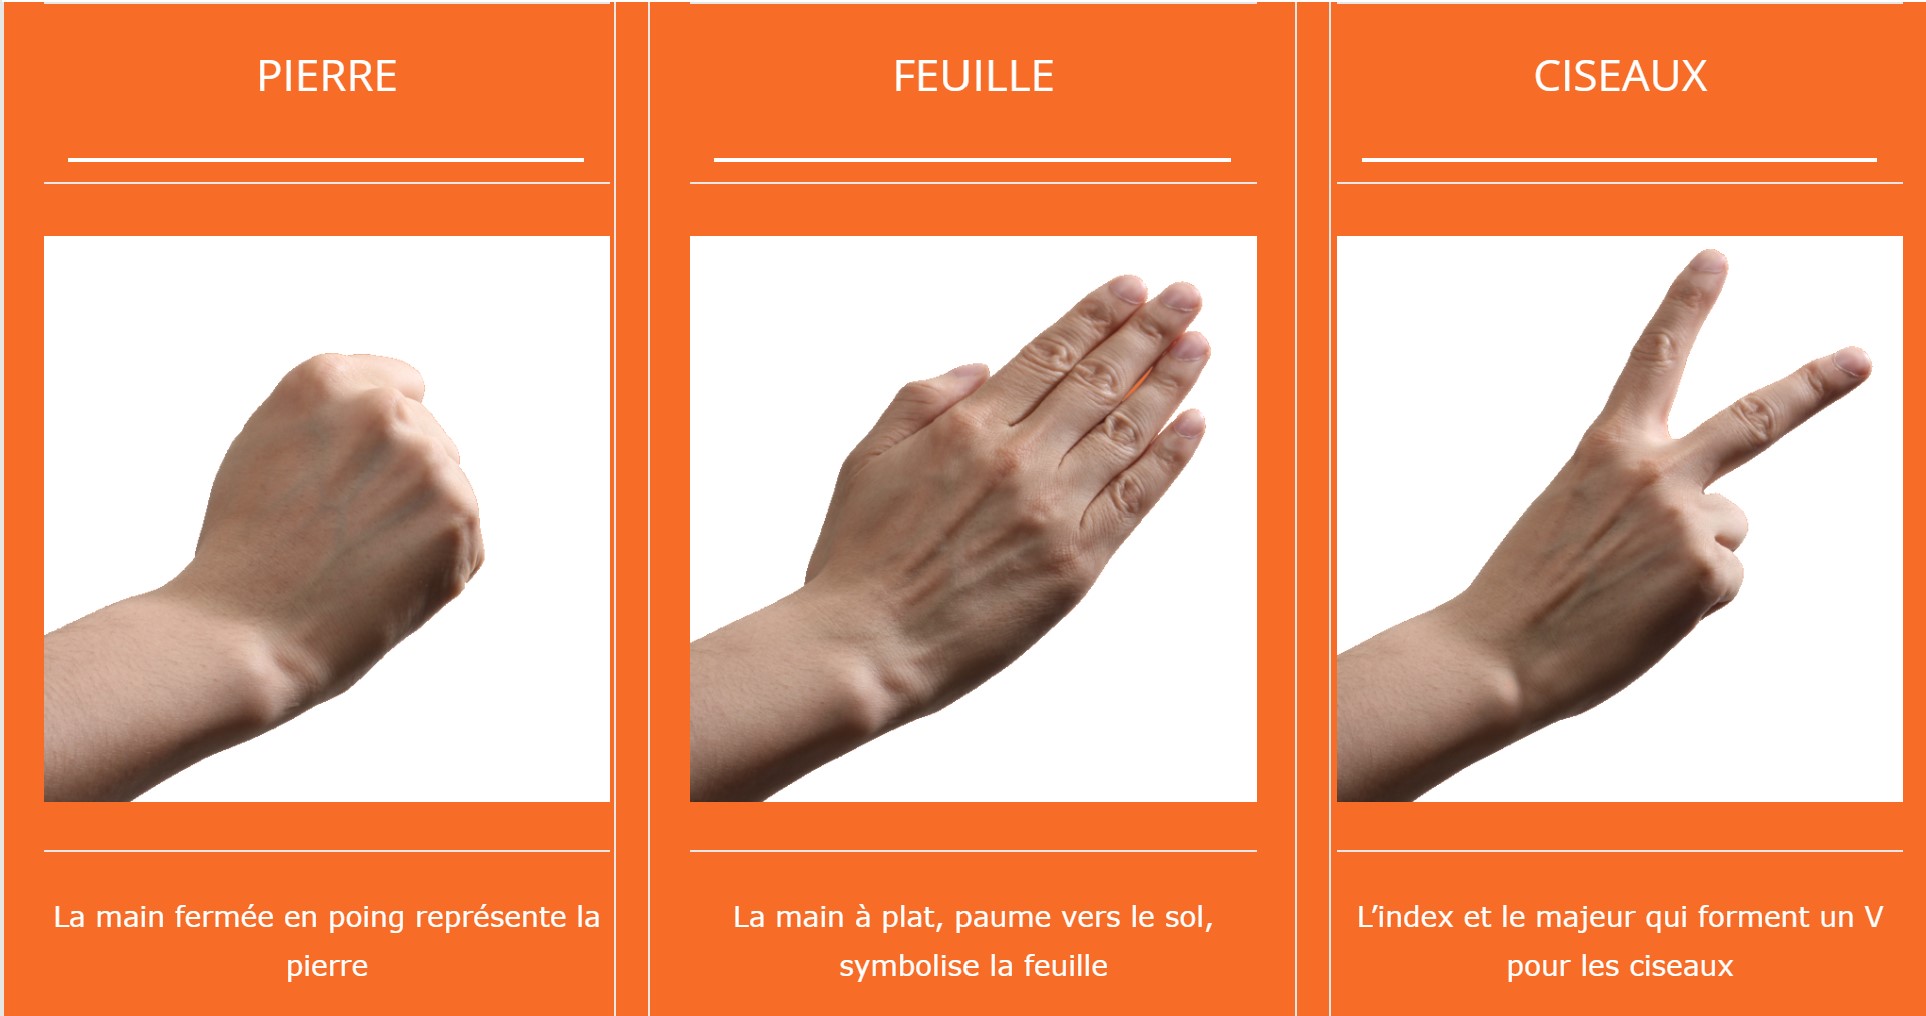 PIERRE
La main fermée en poing représente la
pierre
FEUILLE
La main à plat, paume vers le sol,
symbolise la feuille
CISEAUX
L’index et le majeur qui forment un V
pour les ciseaux